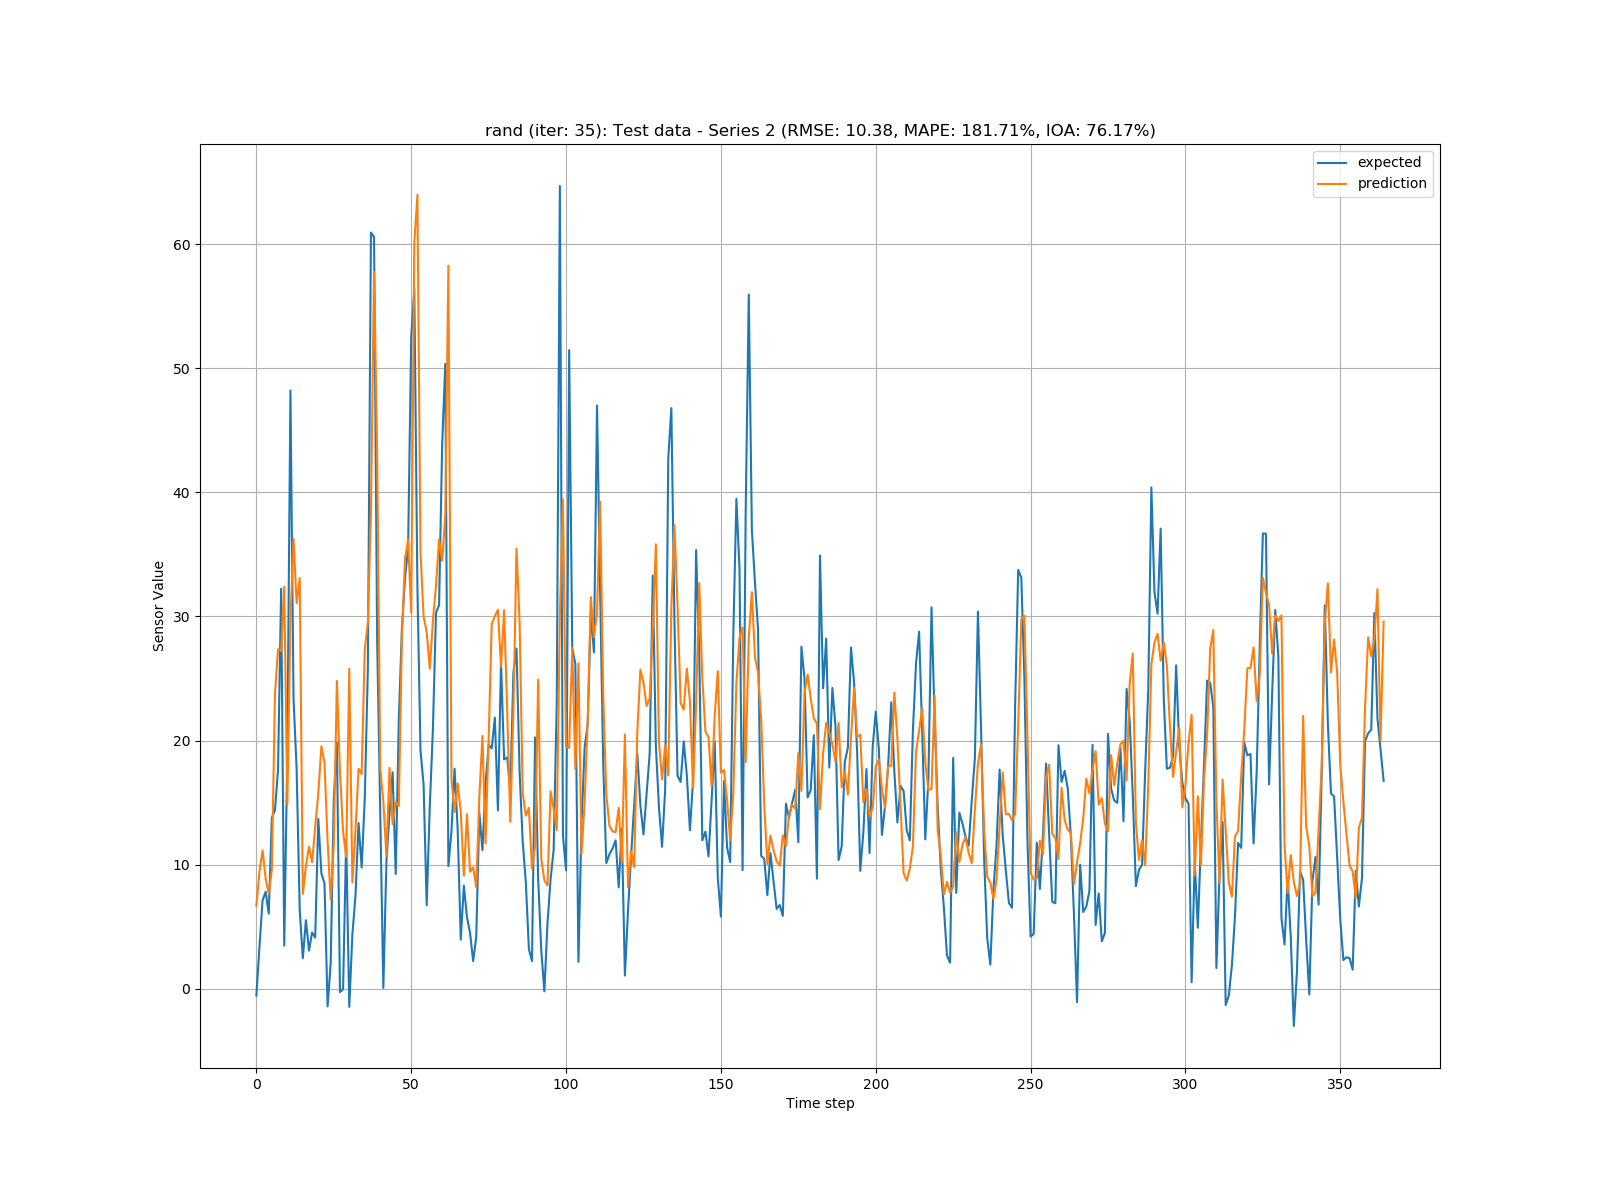 rand (iter: 35): Test data - Series 2 (RMSE: 10.38, MAPE: 181.71%, IOA: 76.17%)
expected
prediction
60
50
40
30
20
10
0
Sensor Value
0 50 100 150 200 250 300 350
Time step